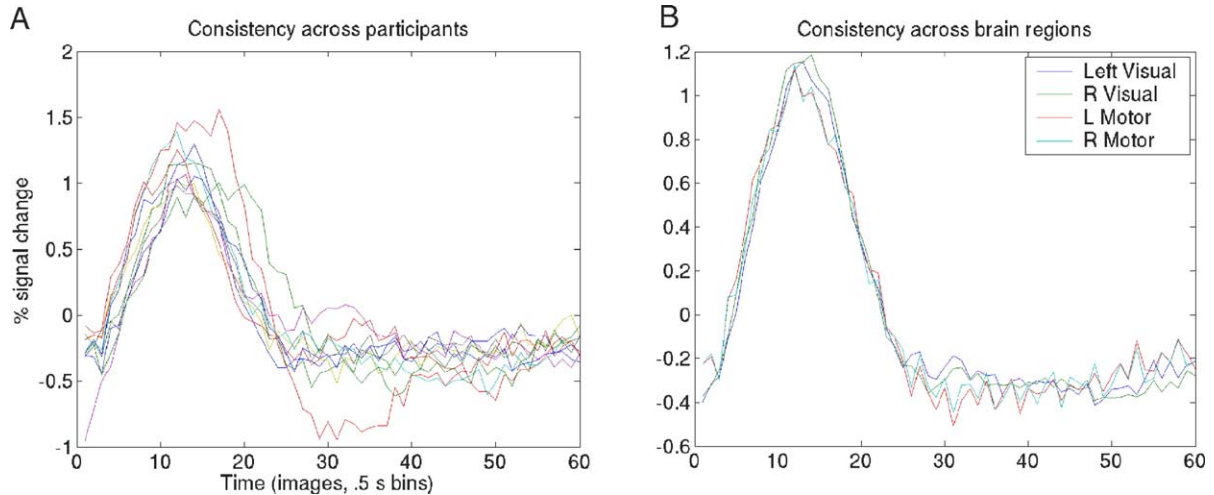 A
Consistency across participants
% signal change
2
1.5
1
0.5
0
-0.5
-1
0 10 20 30 40 50 60
Time (images, .5 s bins)
B
Consistency across brain regions
1.2
1
0.8
0.6
0.4
0.2
0
-0.2
-0.4
-0.6
0 10 20 30 40 50 60
Left Visual
R Visual
L Motor
R Motor